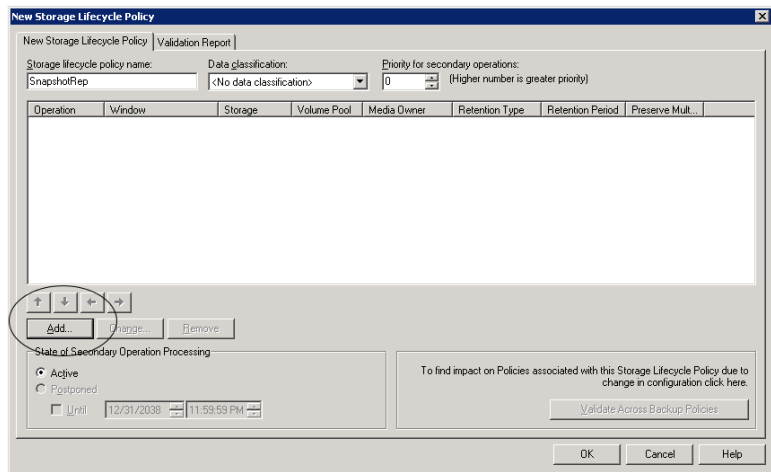 New Storage Lifecycle Policy
New Storage Lifecycle Policy Validation Report
Storage lifecycle policy name: Data classification: Priority for secondary operations:
SnapshotRep <No data classification> 0 (Higher number is greater priority)
Operation Window Storage Volume Pool Media Owner Retention Type Retention Period Preserve Mult...
Add... Change... Remove
State of Secondary Operation Processing
Active
Postponed
Until 12/31/2038 11:59:59 PM
To find impact on Policies associated with this Storage Lifecycle Policy due to
change in configuration click here.
Validate Across Backup Policies
OK Cancel Help